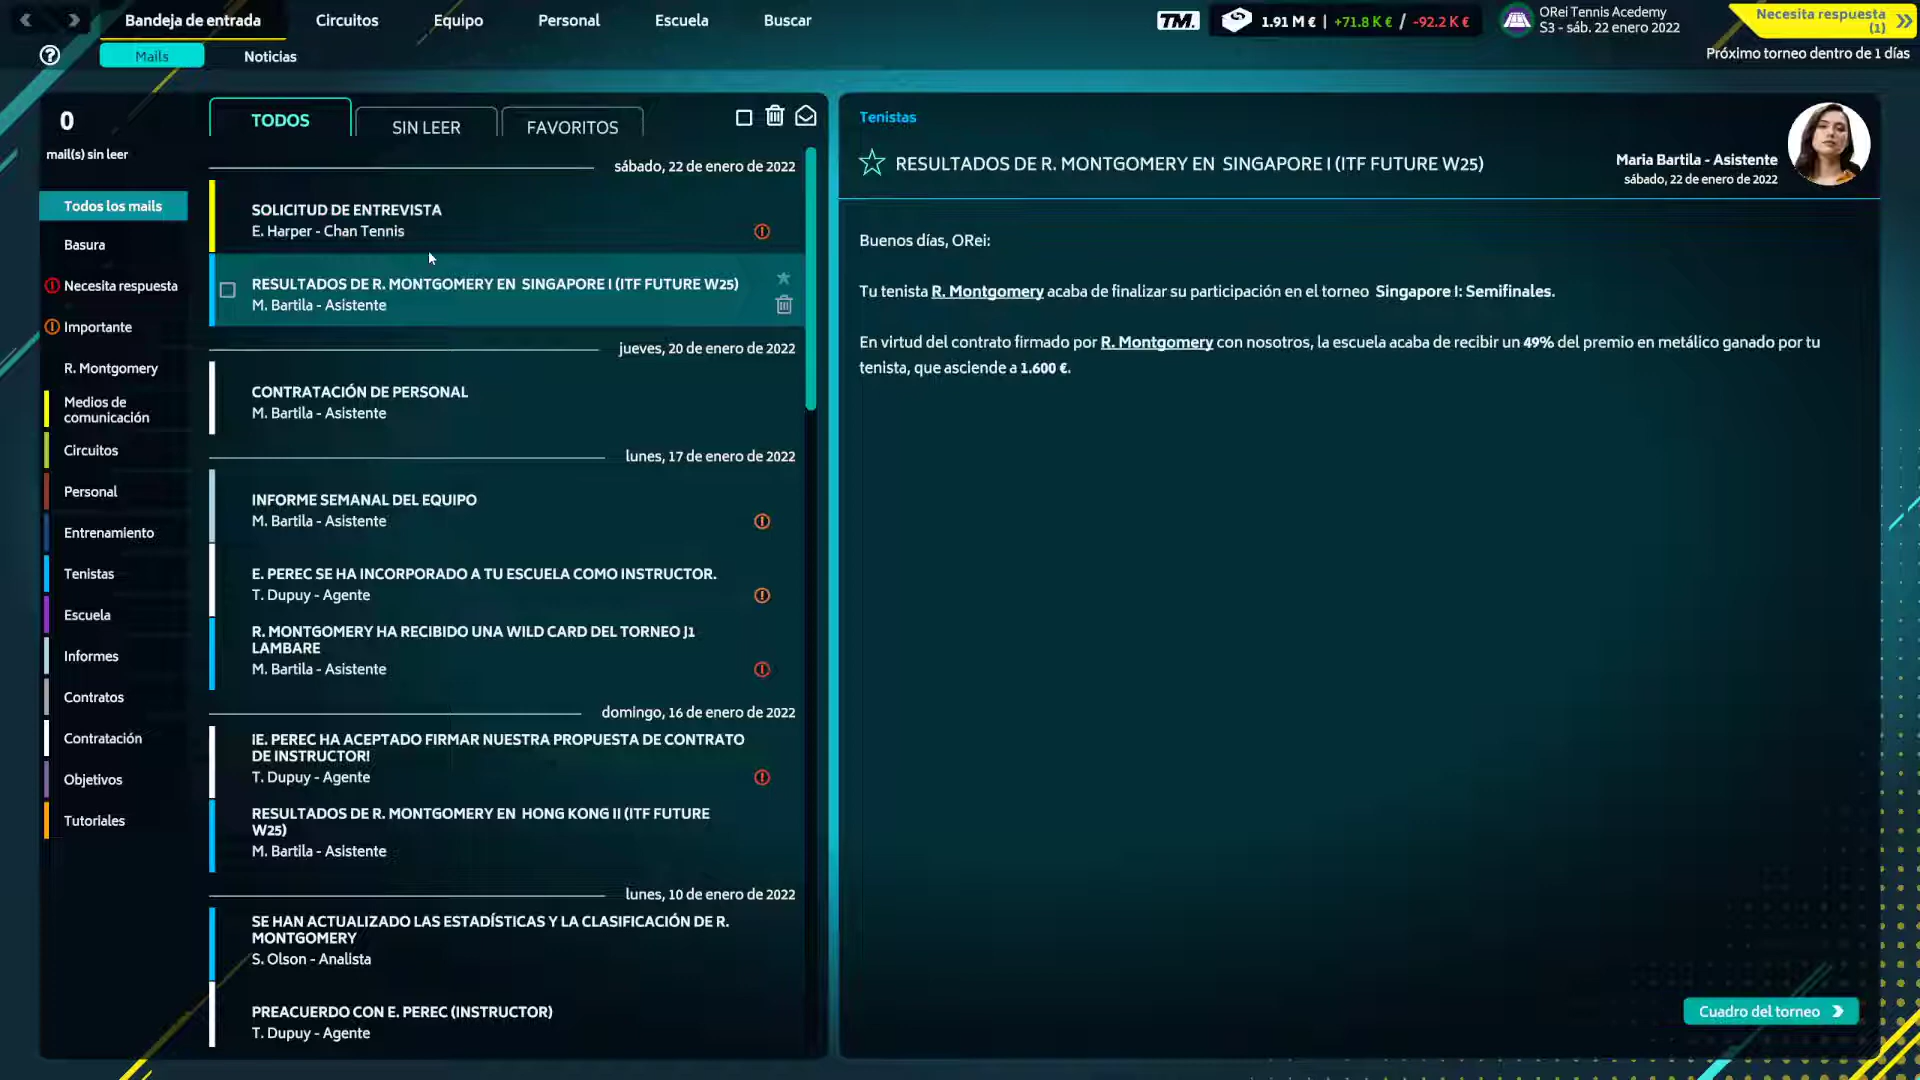 Bandeja de entrada
Circuitos
Equipo
Personal
Escuela
Buscar
TM.
1.91 M € | +71.8 K € / -92.2 K €
ORei Tennis Acedemy
S3 - sáb. 22 enero 2022
Necesita respuesta
(1)
Mails
Noticias
Próximo torneo dentro de 1 días
0
mail(s) sin leer
Todos los mails
Basura
Necesita respuesta
Importante
R. Montgomery
Medios de
comunicación
Circuitos
Personal
Entrenamiento
Tenistas
Escuela
Informes
Contratos
Contratación
Objetivos
Tutoriales
TODOS
SIN LEER
FAVORITOS
sábado, 22 de enero de 2022
SOLICITUD DE ENTREVISTA
E. Harper - Chan Tennis
RESULTADOS DE R. MONTGOMERY EN SINGAPORE I (ITF FUTURE W25)
M. Bartila - Asistente
jueves, 20 de enero de 2022
CONTRATACIÓN DE PERSONAL
M. Bartila - Asistente
lunes, 17 de enero de 2022
INFORME SEMANAL DEL EQUIPO
M. Bartila - Asistente
E. PEREC SE HA INCORPORADO A TU ESCUELA COMO INSTRUCTOR.
T. Dupuy - Agente
R. MONTGOMERY HA RECIBIDO UNA WILD CARD DEL TORNEO J1
LAMBARE
M. Bartila - Asistente
domingo, 16 de enero de 2022
¡E. PEREC HA ACEPTADO FIRMAR NUESTRA PROPUESTA DE CONTRATO
DE INSTRUCTOR!
T. Dupuy - Agente
RESULTADOS DE R. MONTGOMERY EN HONG KONG II (ITF FUTURE
W25)
M. Bartila - Asistente
lunes, 10 de enero de 2022
SE HAN ACTUALIZADO LAS ESTADÍSTICAS Y LA CLASIFICACIÓN DE R.
MONTGOMERY
S. Olson - Analista
PREACUERDO CON E. PEREC (INSTRUCTOR)
T. Dupuy - Agente
Tenistas
RESULTADOS DE R. MONTGOMERY EN SINGAPORE I (ITF FUTURE W25)
Maria Bartila - Asistente
sábado, 22 de enero de 2022
Buenos días, ORei:
Tu tenista R. Montgomery acaba de finalizar su participación en el torneo Singapore I: Semifinales.
En virtud del contrato firmado por R. Montgomery con nosotros, la escuela acaba de recibir un 49% del premio en metálico ganado por tu
tenista, que asciende a 1.600 €.
Cuadro del torneo